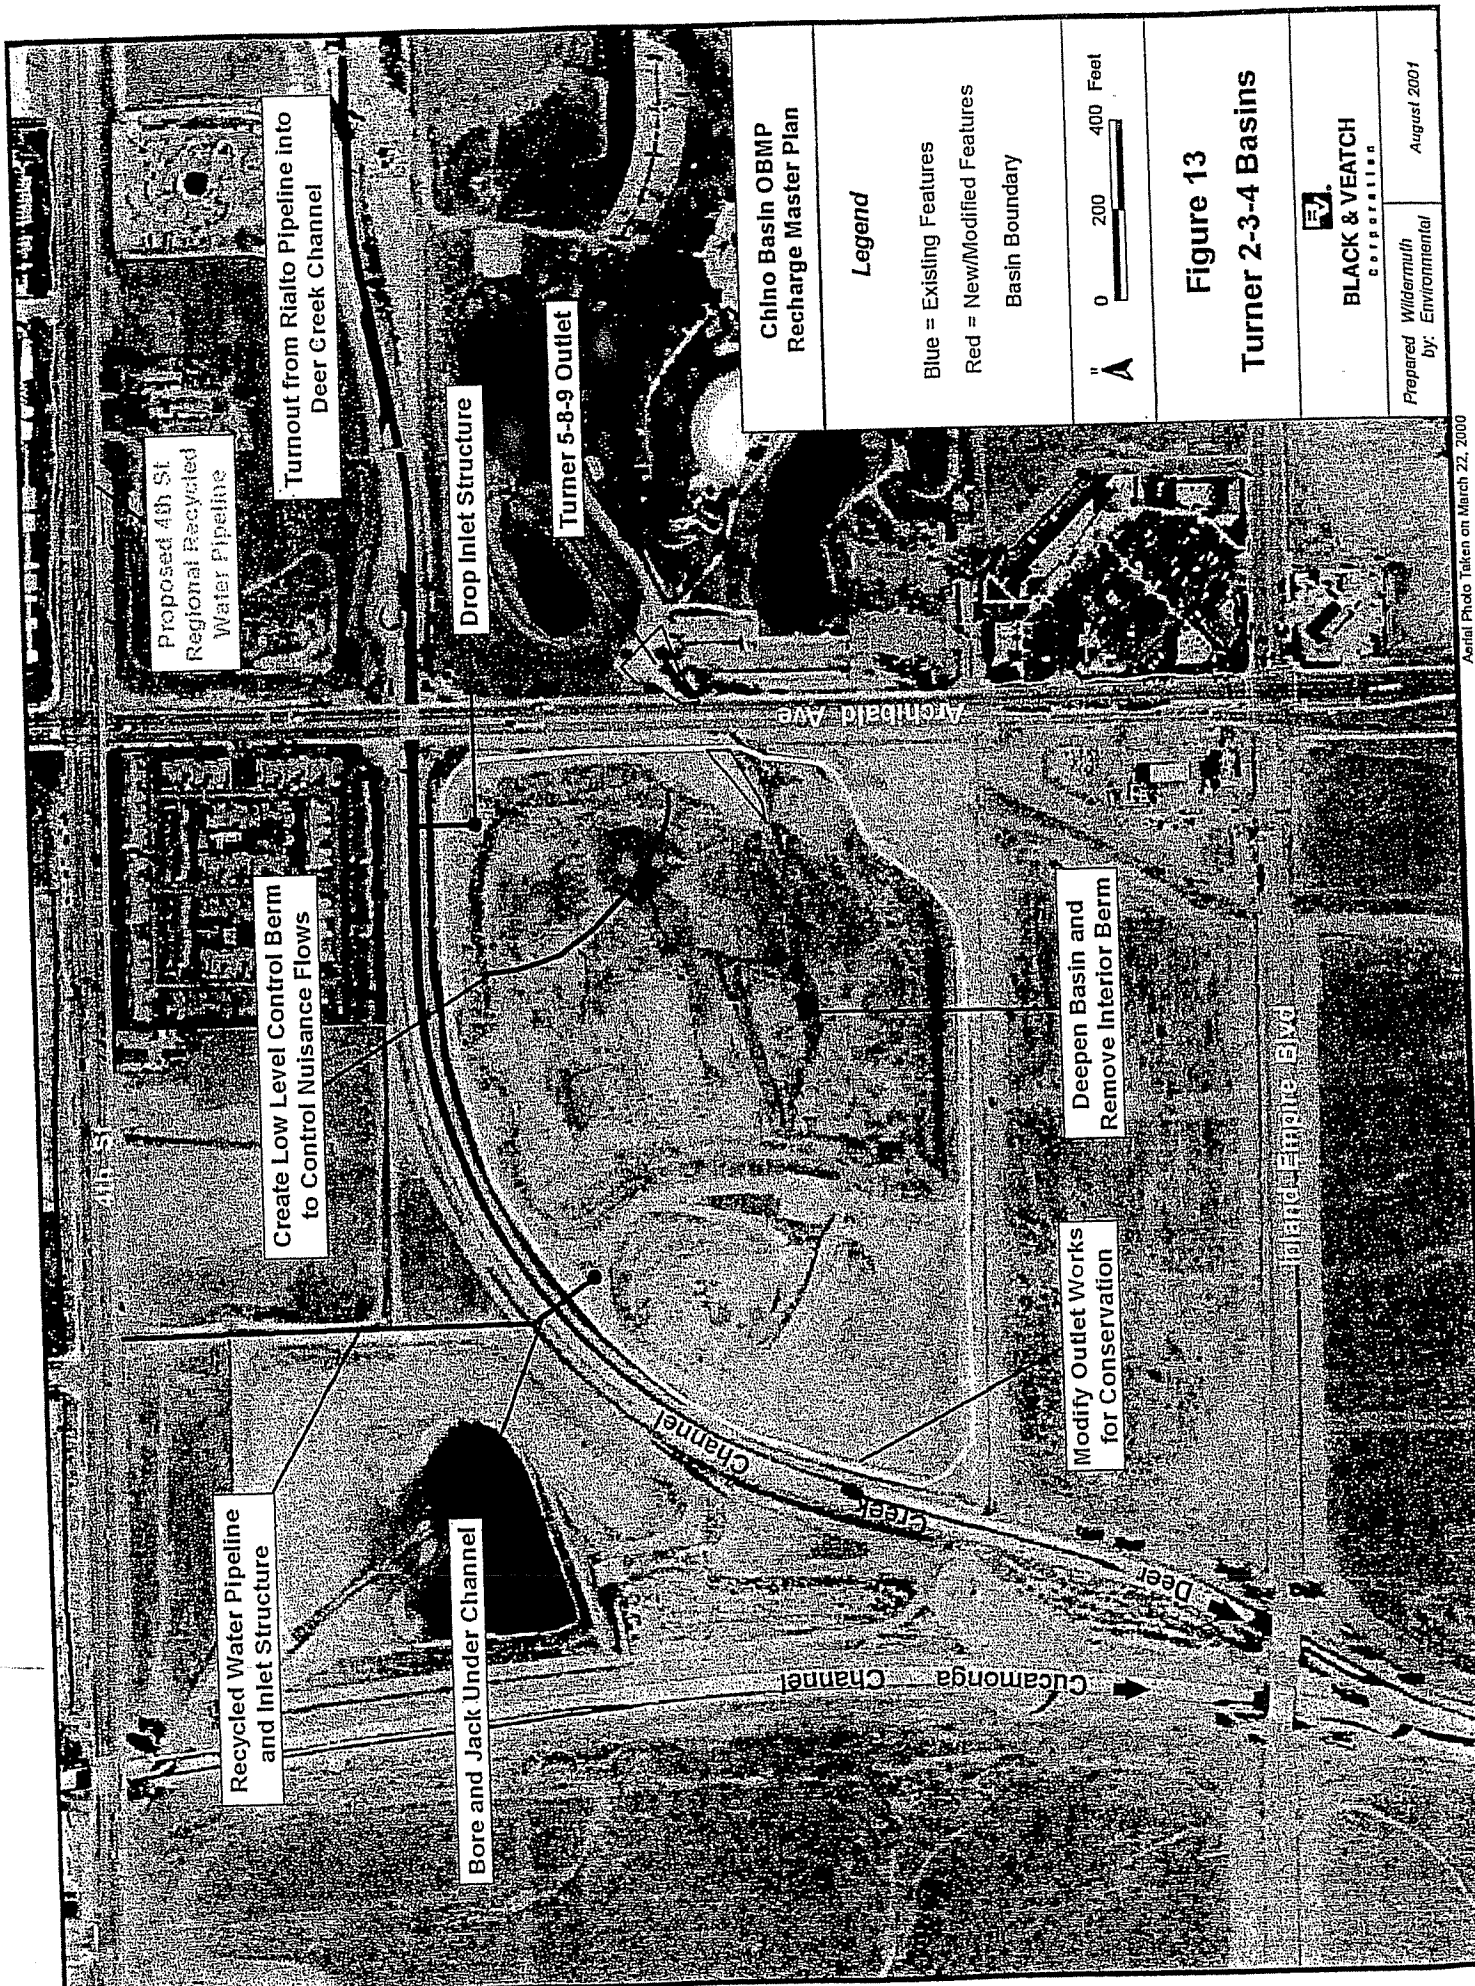 Proposed 4th St.
Regional Recycled
Water Pipeline
Turnout from Rialto Pipeline into
Deer Creek Channel
Drop Inlet Structure
Turner 5-8-9 Outlet
Create Low Level Control Berm
to Control Nuisance Flows
4th St
Archibald Ave
Recycled Water Pipeline
and Inlet Structure
Bore and Jack Under Channel
Deer Creek Channel
Cucamonga Channel
Modify Outlet Works
for Conservation
Deepen Basin and
Remove Interior Berm
Inland Empire Blvd
Chino Basin OBMP
Recharge Master Plan
Legend
Blue = Existing Features
Red = New/Modified Features
Basin Boundary
0 200 400 Feet
Figure 13
Turner 2-3-4 Basins
BLACK & VEATCH
Corporation
Prepared by: Wildermuth Environmental
August 2001
Aerial Photo Taken on March 22, 2000